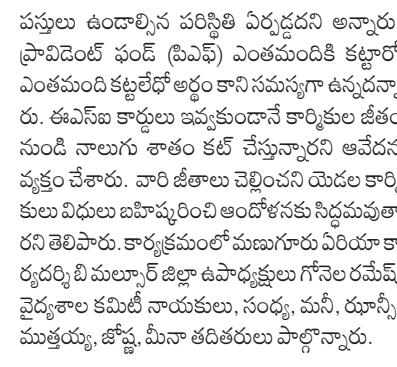 పస్తులు ఉండాల్సిన పరిస్థితి ఏర్పడ్డదని అన్నారు
ప్రావిడెంట్ ఫండ్ (పిఎఫ్) ఎంతమందికి కట్టారో
ఎంతమంది కట్టలేదో అర్థం కాని సమస్యగా ఉన్నదన్నా
రు. ఈఎస్ఐ కార్డులు ఇవ్వకుండానే కార్మికుల జీతం
నుండి నాలుగు శాతం కట్ చేస్తున్నారని ఆవేదన
వ్యక్తం చేశారు. వారి జీతాలు చెల్లించని యెడల కార్మి
కులు విధులు బహిష్కరించి ఆందోళనకు సిద్ధమవుతా
రని తెలిపారు. కార్యక్రమంలో మణుగూరు ఏరియా కా
ర్యదర్శి బి మల్సూర్ జిల్లా ఉపాధ్యక్షులు గోనెల రమేష్
వైద్యశాల కమిటీ నాయకులు, సంధ్య, మనీ, ఝాన్సీ
ముత్తయ్య, జోష్ణ, మీనా తదితరులు పాల్గొన్నారు.